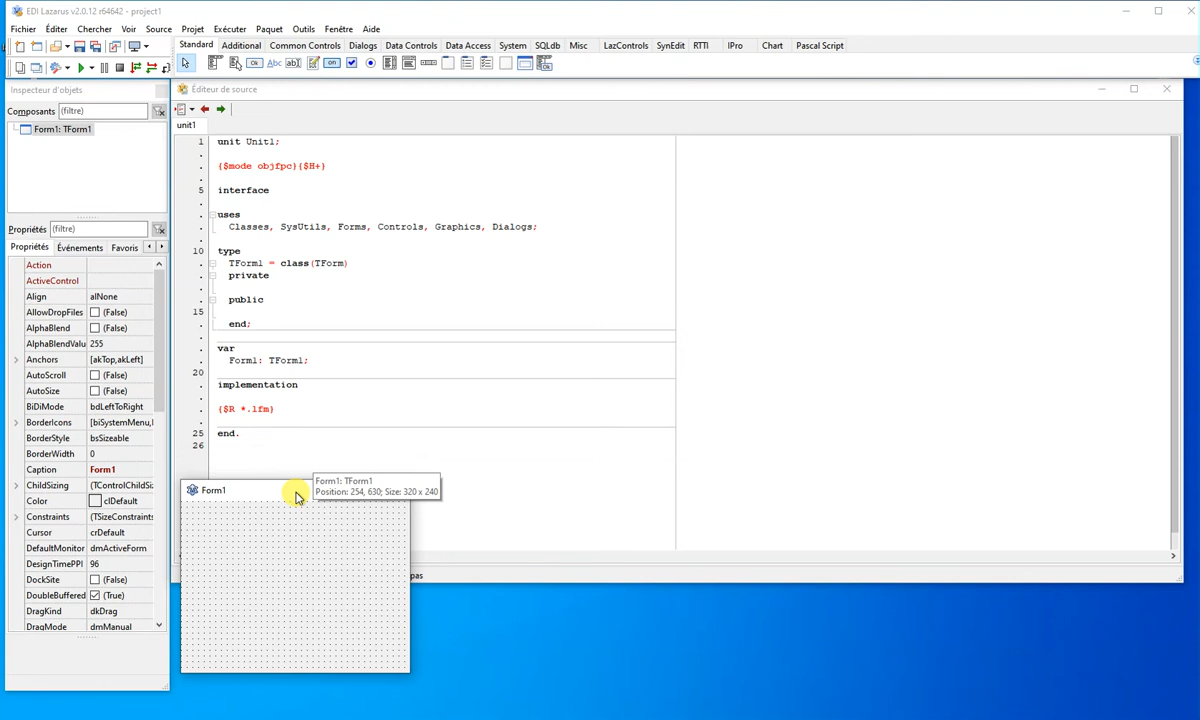 EDI Lazarus v2.0.12 r64642 - project1
Fichier Éditer Chercher Voir Source Projet Exécuter Paquet Outils Fenêtre Aide
Standard Additional Common Controls Dialogs Data Controls Data Access System SQLdb Misc LazControls SynEdit RTTI IPro Chart Pascal Script
Ok Abc abI on
Inspecteur d'objets
Composants (filtre)
Form1: TForm1
Propriétés (filtre)
Propriétés Événements Favoris
Action
ActiveControl
Align alNone
AllowDropFiles (False)
AlphaBlend (False)
AlphaBlendValu 255
Anchors [akTop,akLeft]
AutoScroll (False)
AutoSize (False)
BiDiMode bdLeftToRight
BorderIcons [biSystemMenu,
BorderStyle bsSizeable
BorderWidth 0
Caption Form1
ChildSizing (TControlChildSi
Color clDefault
Constraints (TSizeConstraints
Cursor crDefault
DefaultMonitor dmActiveForm
DesignTimePPI 96
DockSite (False)
DoubleBuffered (True)
DragKind dkDrag
DragMode dmManual
Éditeur de source
unit1
1 unit Unit1;
{$mode objfpc}{$H+}
5 interface
uses
Classes, SysUtils, Forms, Controls, Graphics, Dialogs;
10 type
TForm1 = class(TForm)
private
public
15
end;
var
Form1: TForm1;
20
implementation
{$R *.lfm}
25 end.
26
pas
Form1
Form1: TForm1
Position: 254, 630; Size: 320 x 240